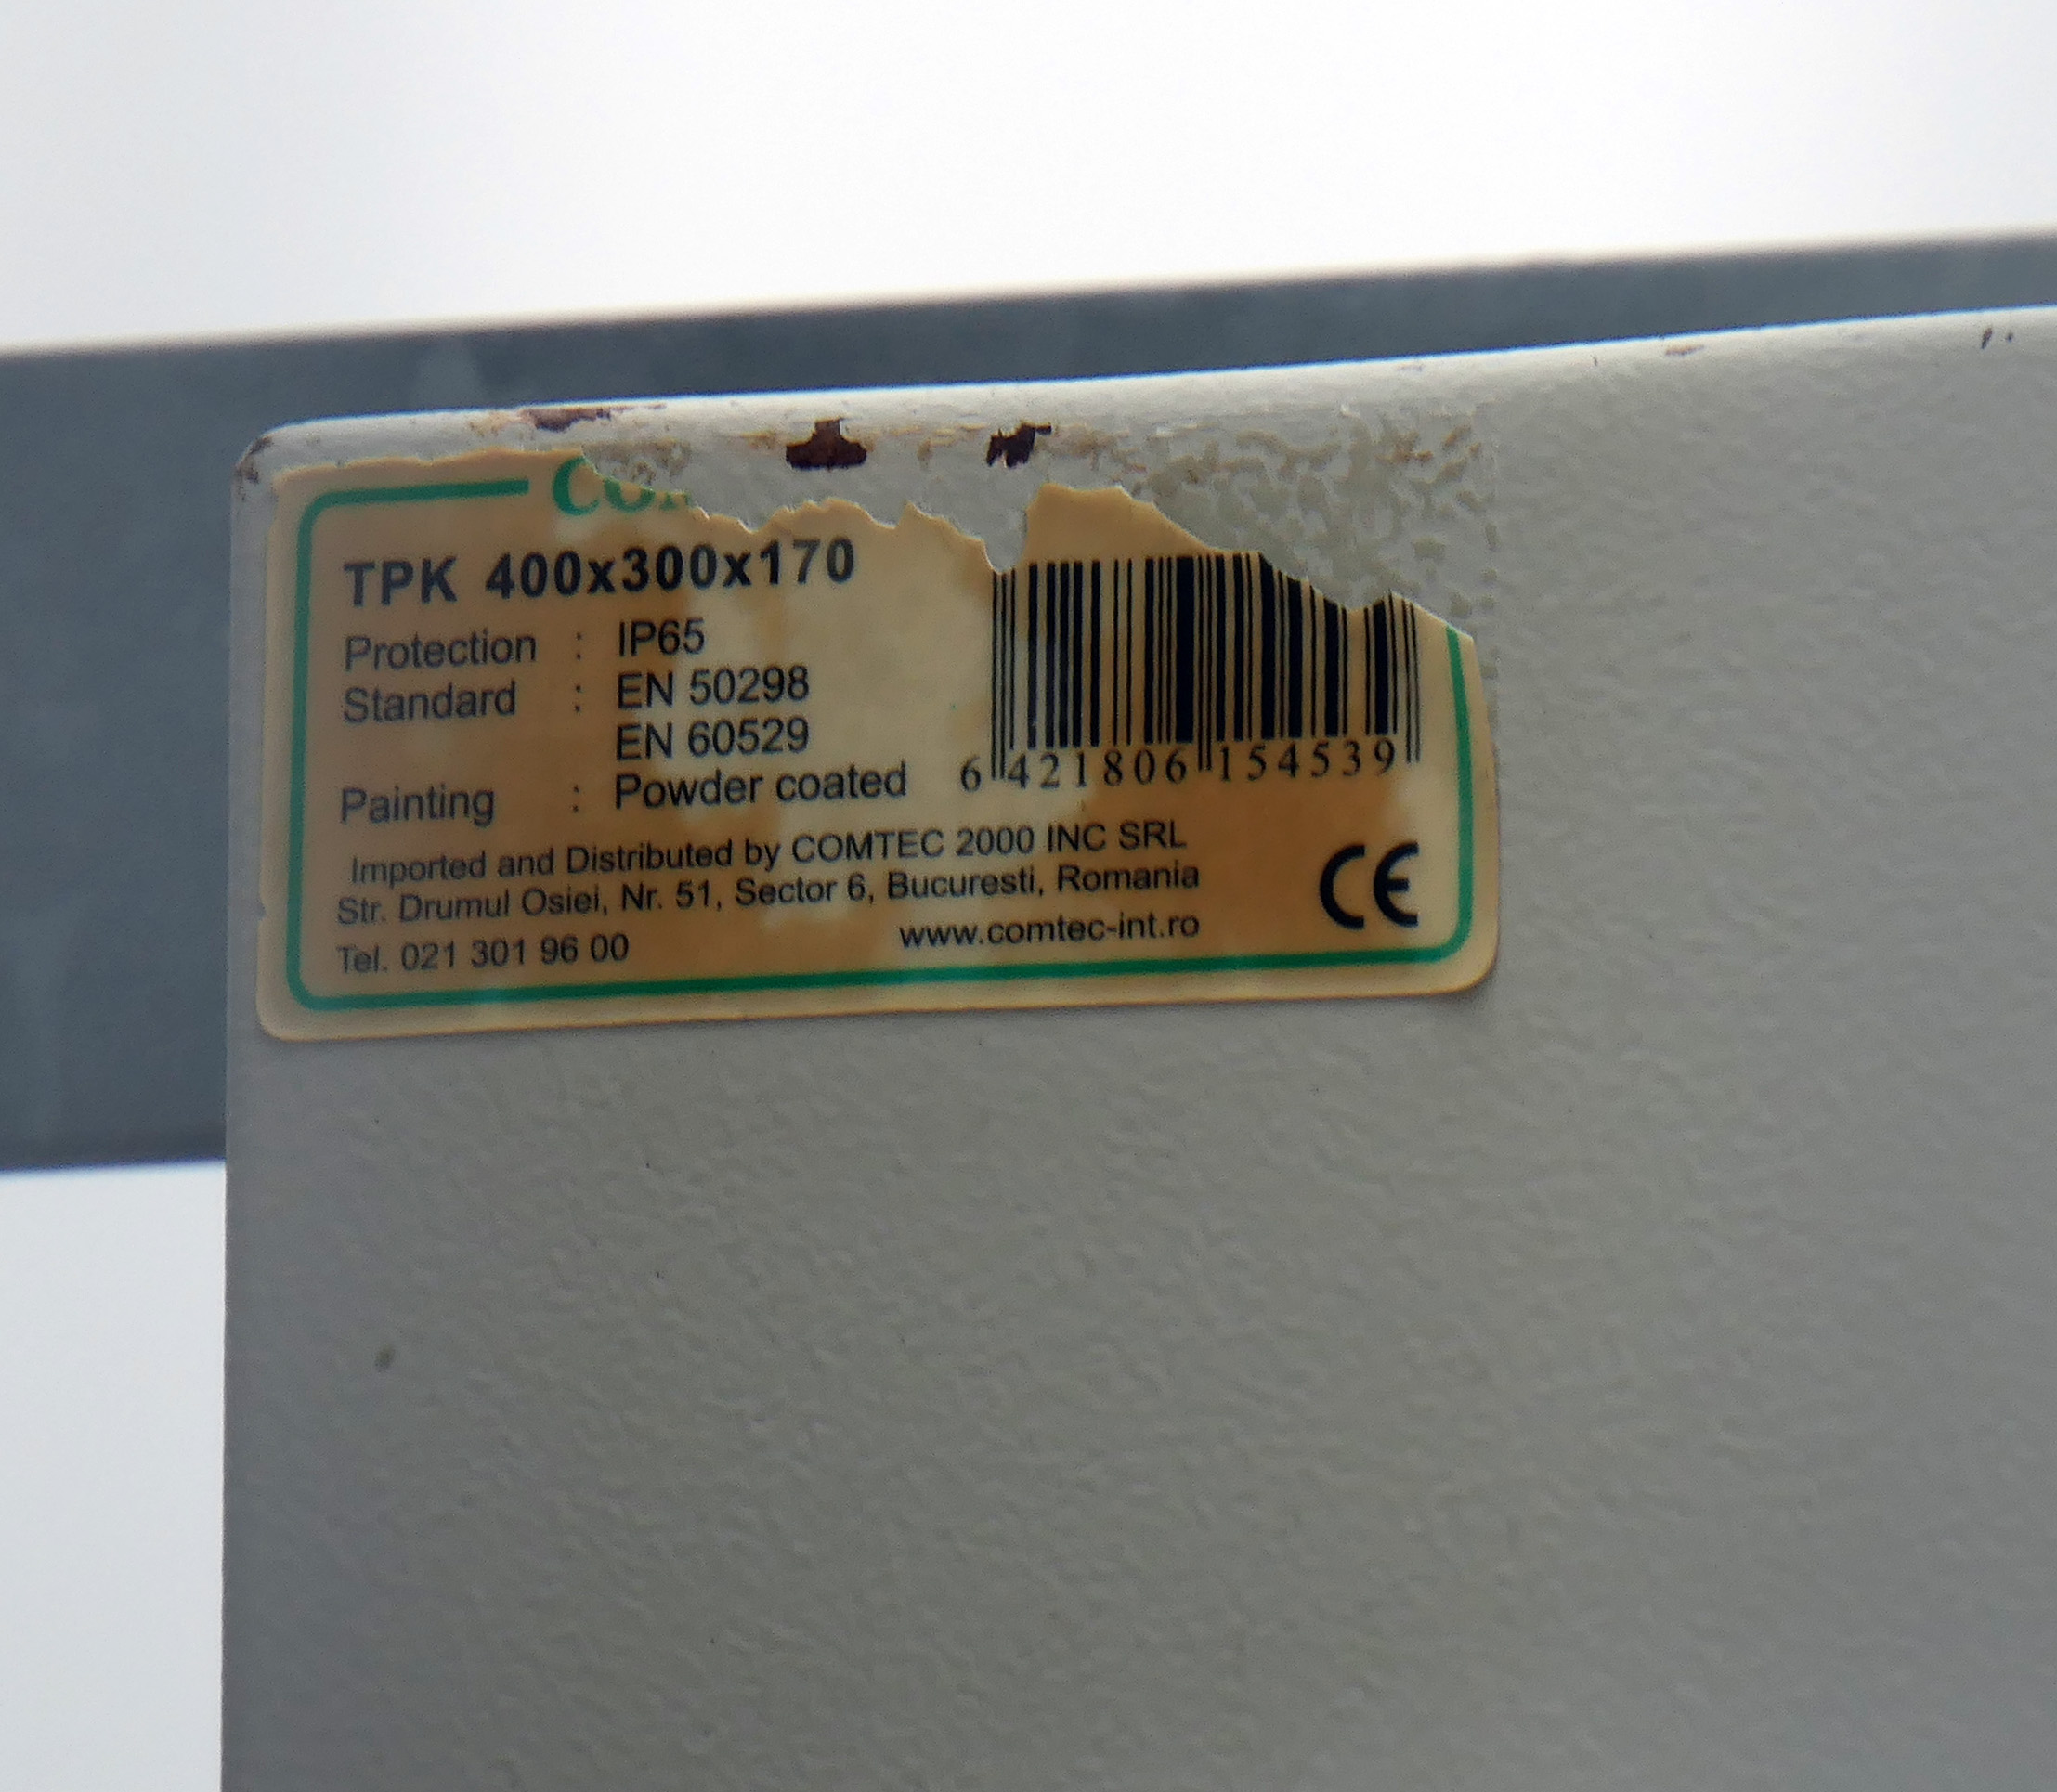 TPK 400x300x170
Protection : IP65
Standard : EN 50298
EN 60529
Painting : Powder coated
6 421806 154539
Imported and Distributed by COMTEC 2000 INC SRL
Str. Drumul Osiei, Nr. 51, Sector 6, Bucuresti, Romania
Tel. 021 301 96 00 www.comtec-int.ro
CE